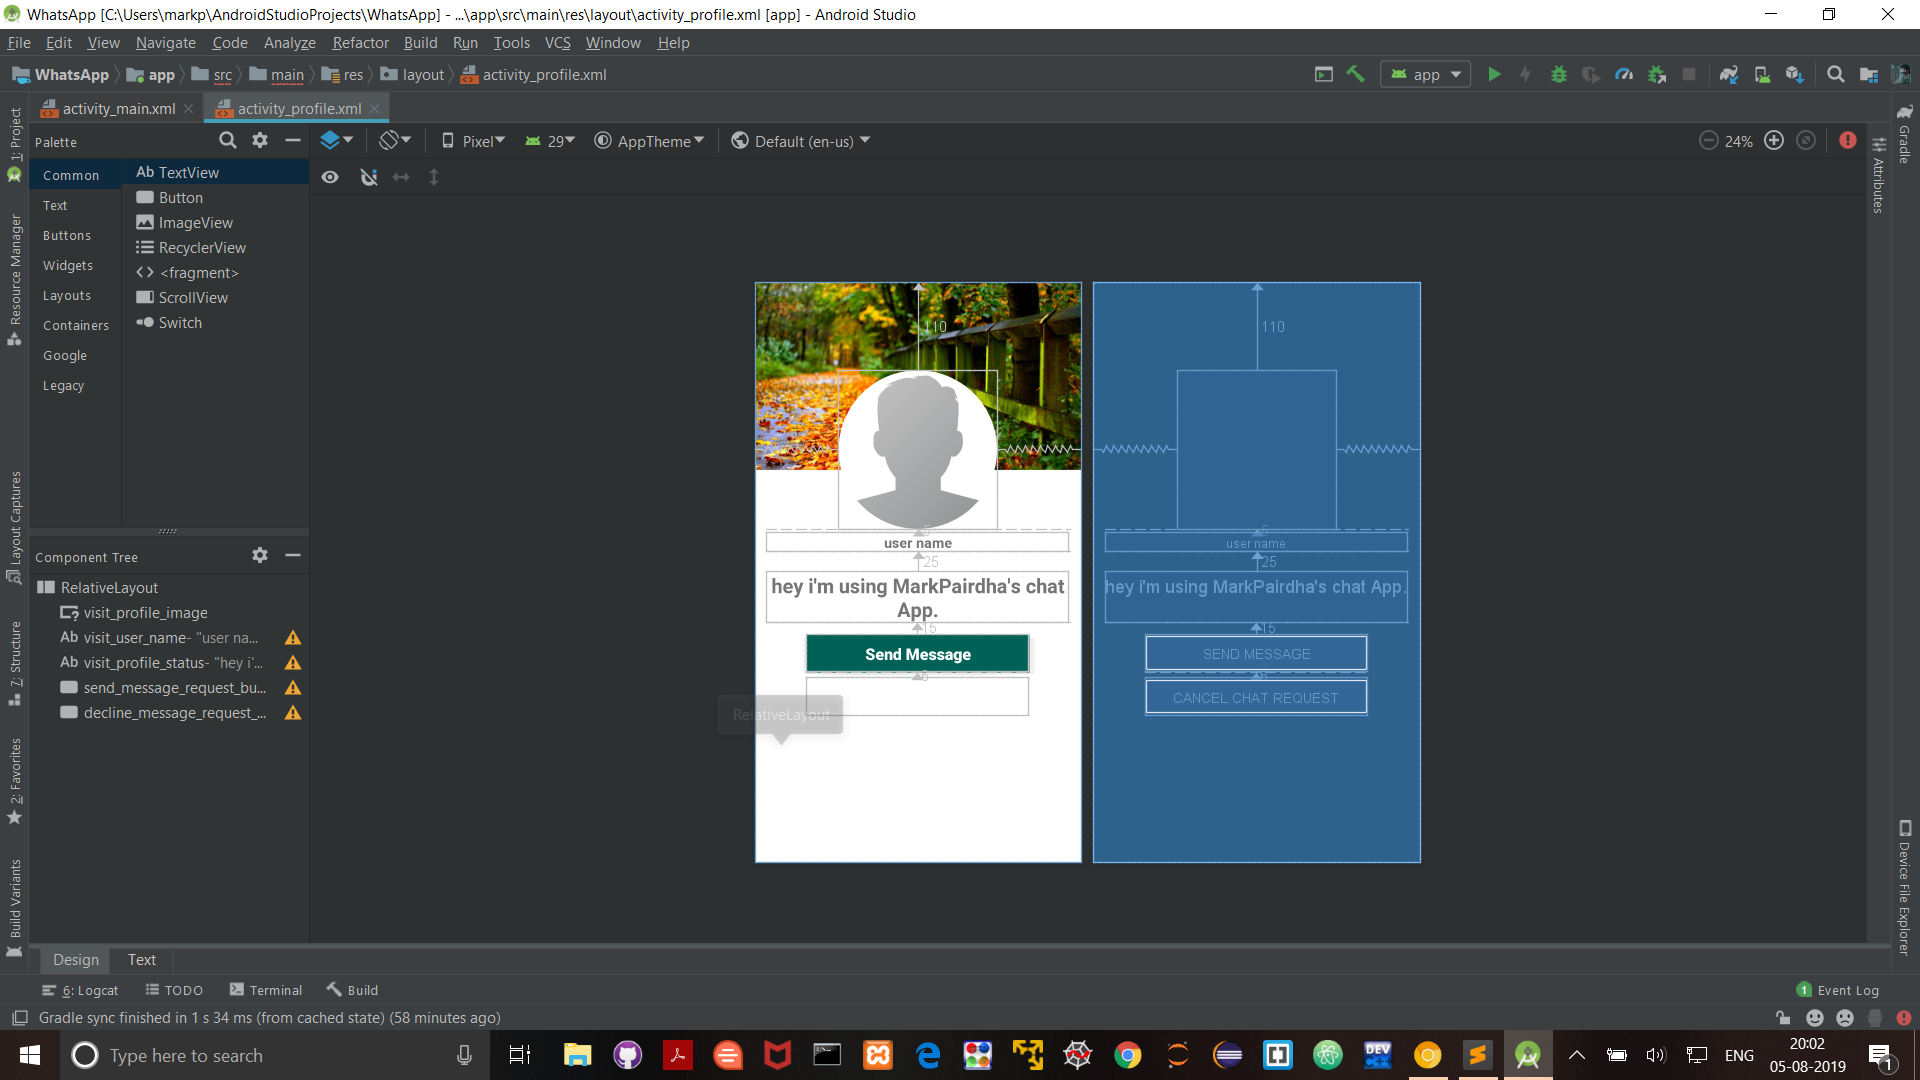 WhatsApp [C:\Users\markp\AndroidStudioProjects\WhatsApp] - ...\app\src\main\res\layout\activity_profile.xml [app] - Android Studio
File Edit View Navigate Code Analyze Refactor Build Run Tools VCS Window Help
WhatsApp app src main res layout activity_profile.xml
app
activity_main.xml activity_profile.xml
Palette
Pixel 29 AppTheme Default (en-us) 24%
Common
Text
Buttons
Widgets
Layouts
Containers
Google
Legacy
Ab TextView
Button
ImageView
RecyclerView
<fragment>
ScrollView
Switch
1: Project
Resource Manager
Layout Captures
7: Structure
2: Favorites
Build Variants
Component Tree
RelativeLayout
visit_profile_image
Ab visit_user_name- "user na...
Ab visit_profile_status- "hey i'...
send_message_request_bu...
decline_message_request_...
110
5
user name
25
hey i'm using MarkPairdha's chat
App.
15
Send Message
6
RelativeLayout
110
5
user name
25
hey i'm using MarkPairdha's chat App.
15
SEND MESSAGE
6
CANCEL CHAT REQUEST
Gradle
Attributes
Device File Explorer
Design Text
6: Logcat TODO Terminal Build
1 Event Log
Gradle sync finished in 1 s 34 ms (from cached state) (58 minutes ago)
Type here to search
DEV
C++
ENG
20:02
05-08-2019
1